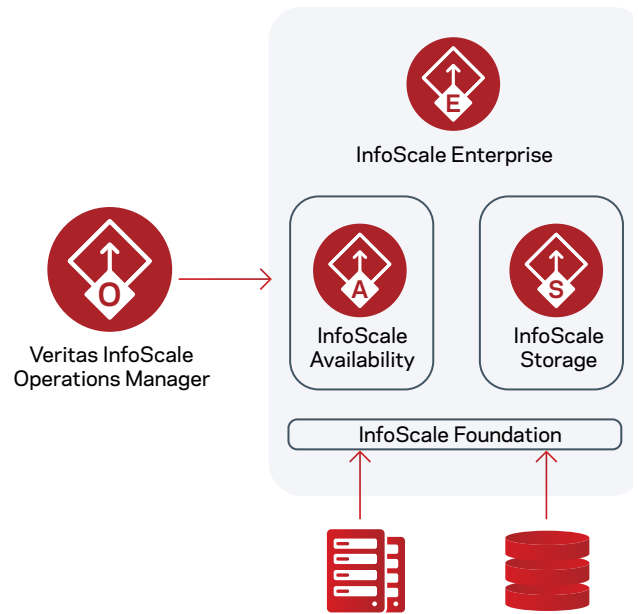 E
InfoScale Enterprise
O
Veritas InfoScale
Operations Manager
A
InfoScale
Availability
S
InfoScale
Storage
InfoScale Foundation